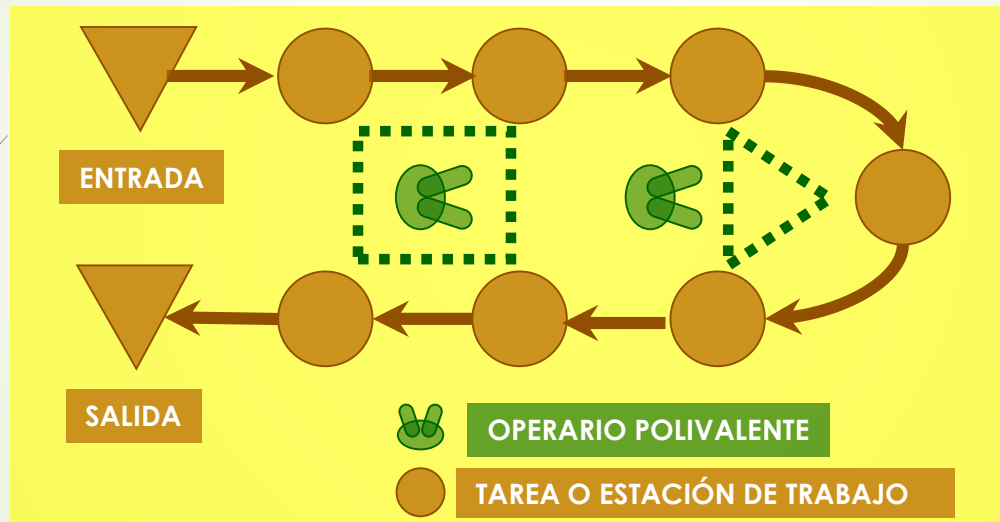 ENTRADA
SALIDA
OPERARIO POLIVALENTE
TAREA O ESTACIÓN DE TRABAJO